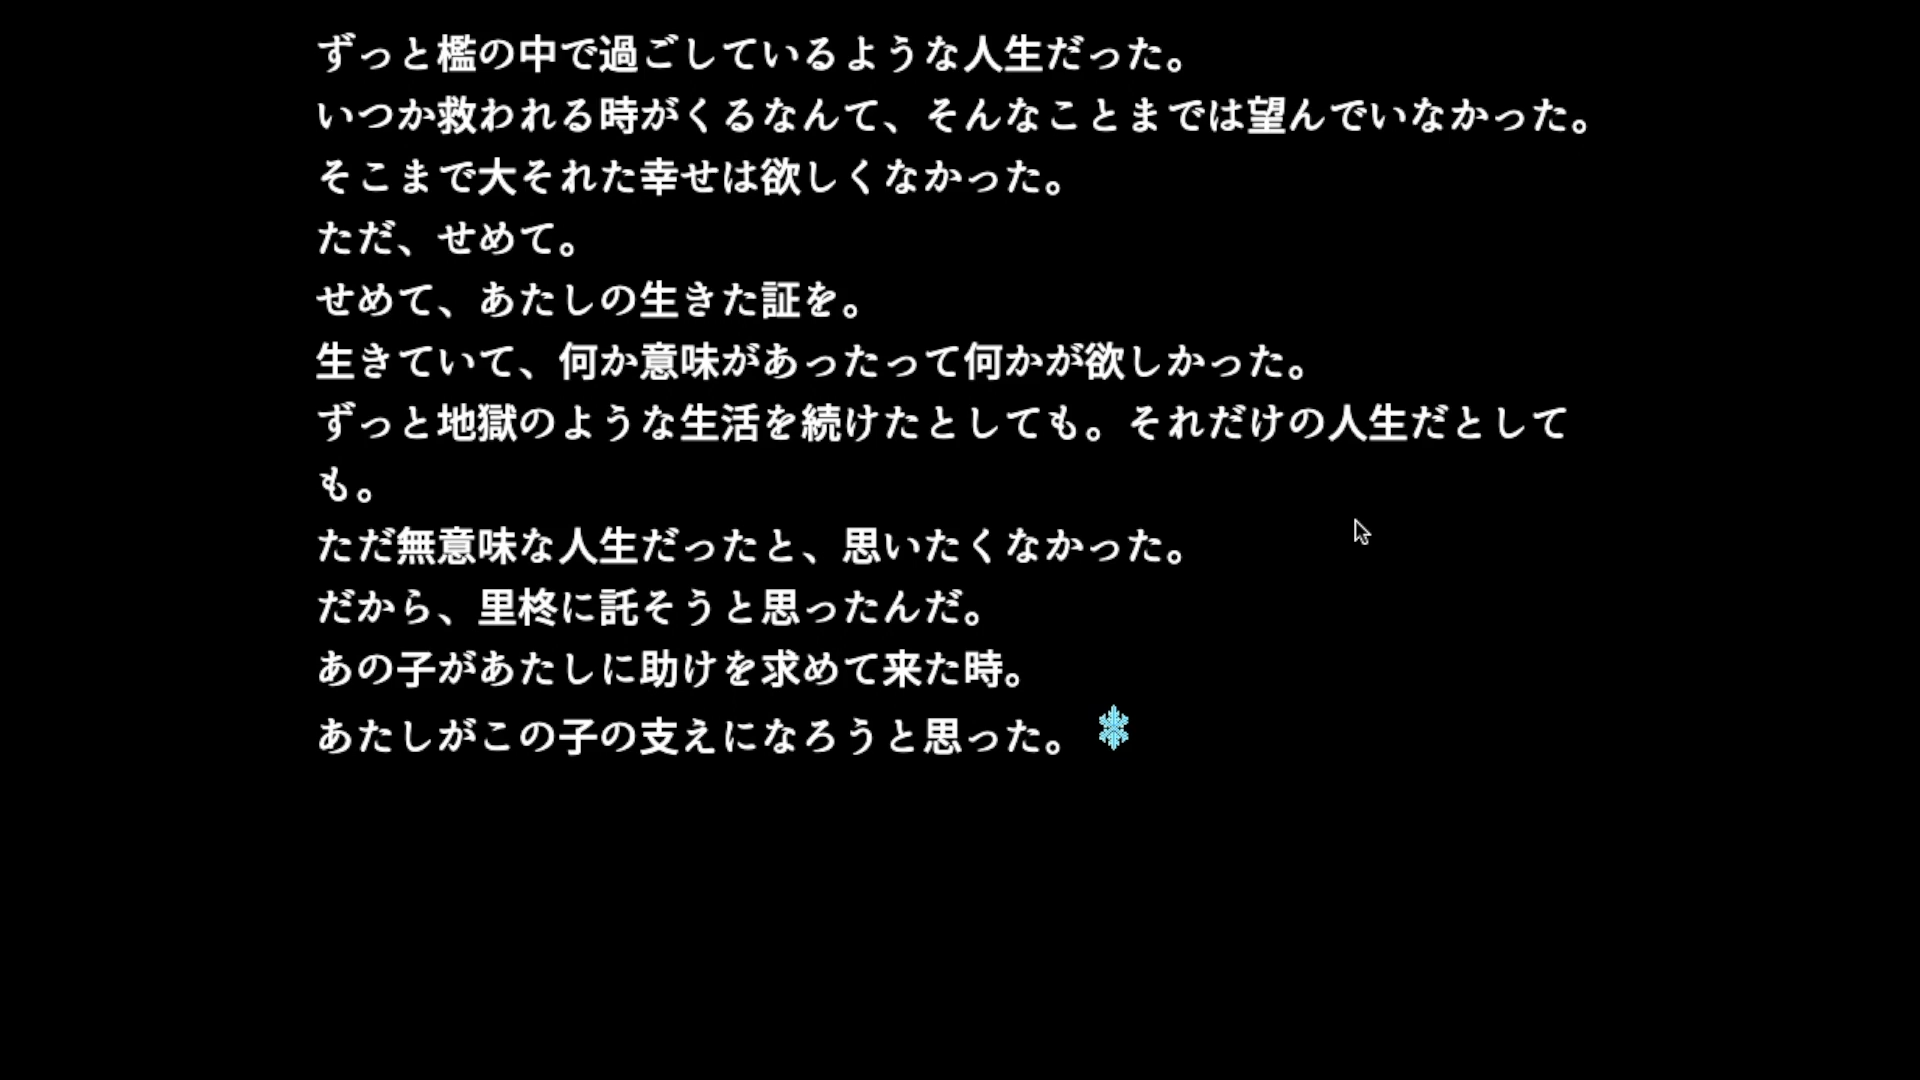 ずっと檻の中で過ごしているような人生だった。
いつか救われる時がくるなんて、そんなことまでは望んでいなかった。
そこまで大それた幸せは欲しくなかった。
ただ、せめて。
せめて、あたしの生きた証を。
生きていて、何か意味があったって何かが欲しかった。
ずっと地獄のような生活を続けたとしても。それだけの人生だとして
も。
ただ無意味な人生だったと、思いたくなかった。
だから、里柊に託そうと思ったんだ。
あの子があたしに助けを求めて来た時。
あたしがこの子の支えになろうと思った。